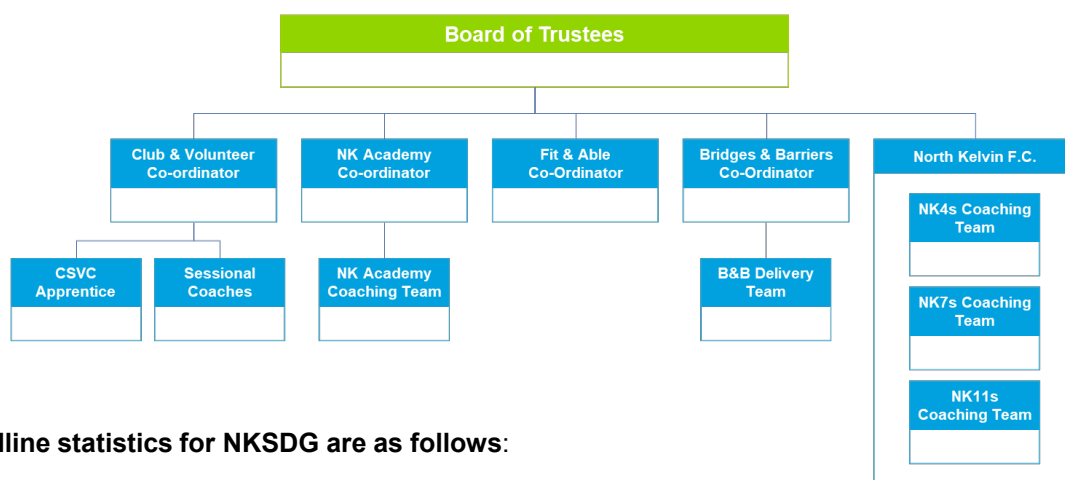 Board of Trustees
Club & Volunteer
Co-ordinator
NK Academy
Co-ordinator
Fit & Able
Co-Ordinator
Bridges & Barriers
Co-Ordinator
North Kelvin F.C.
CSVC
Apprentice
Sessional
Coaches
NK Academy
Coaching Team
B&B Delivery
Team
NK4s Coaching
Team
NK7s Coaching
Team
NK11s
Coaching Team
dline statistics for NKSDG are as follows: